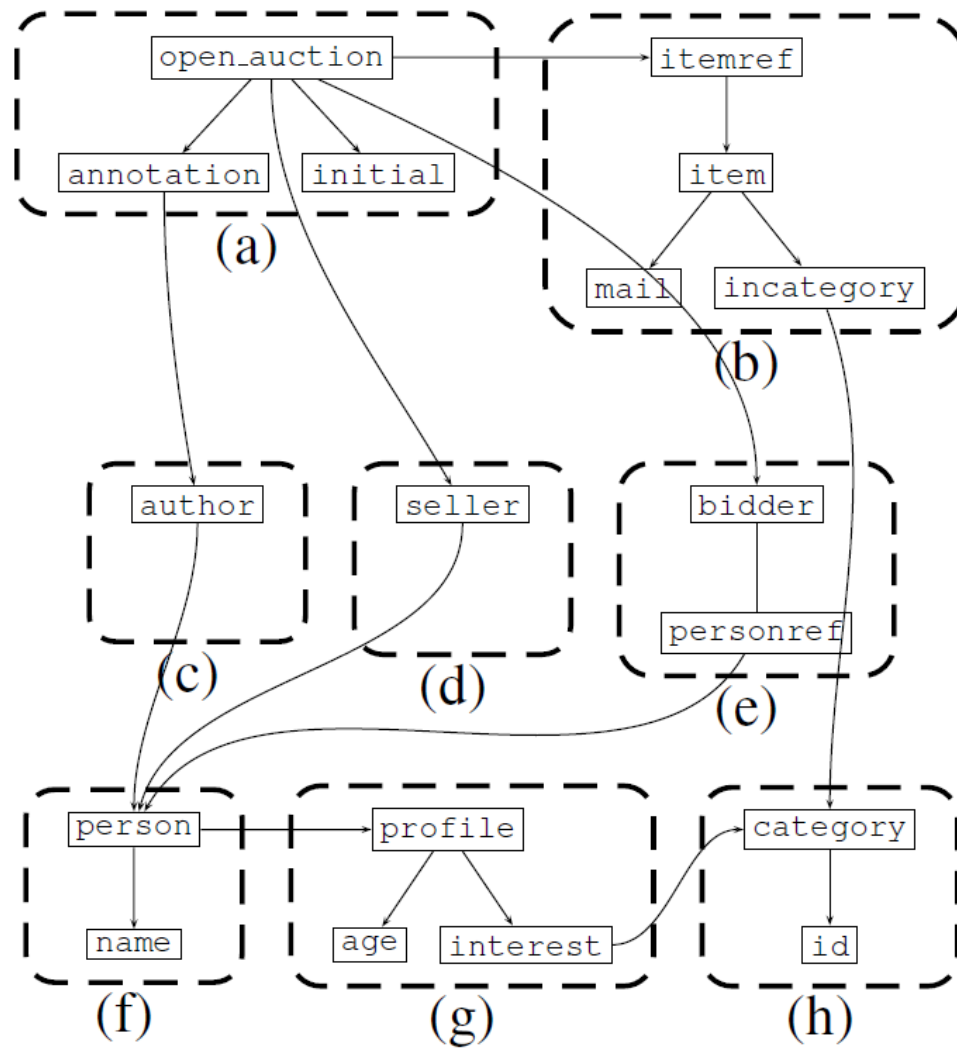 open_auction
itemref
annotation
initial
item
(a)
mail
incategory
(b)
author
seller
bidder
personref
(c)
(d)
(e)
person
profile
category
name
age
interest
id
(f)
(g)
(h)